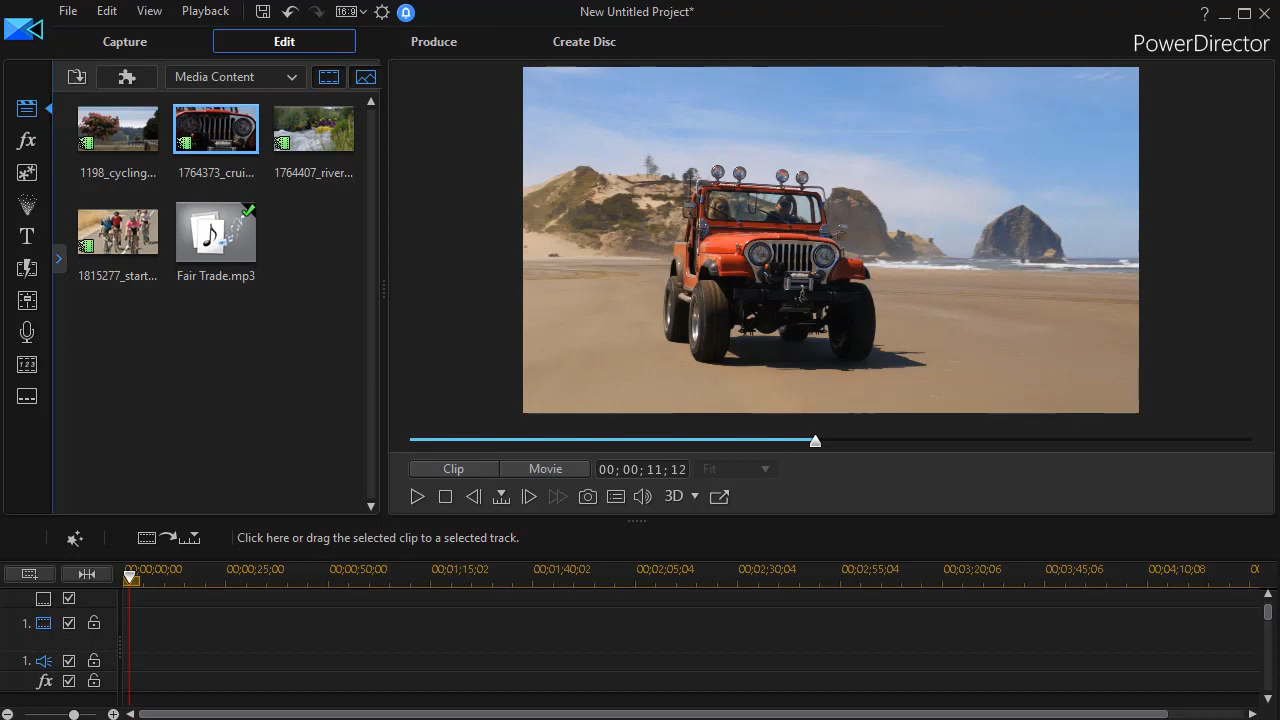 File Edit View Playback 16:9 New Untitled Project* ?
Capture Edit Produce Create Disc PowerDirector
Media Content
fx
1198_cycling... 1764373_crui... 1764407_river...
T
1815277_start... Fair Trade.mp3
123
Clip Movie 00; 00; 11; 12 Fit
3D
Click here or drag the selected clip to a selected track.
00;00;00;00 00;00;25;00 00;00;50;00 00;01;15;02 00;01;40;02 00;02;05;04 00;02;30;04 00;02;55;04 00;03;20;06 00;03;45;06 00;04;10;08 00
1.
1.
fx